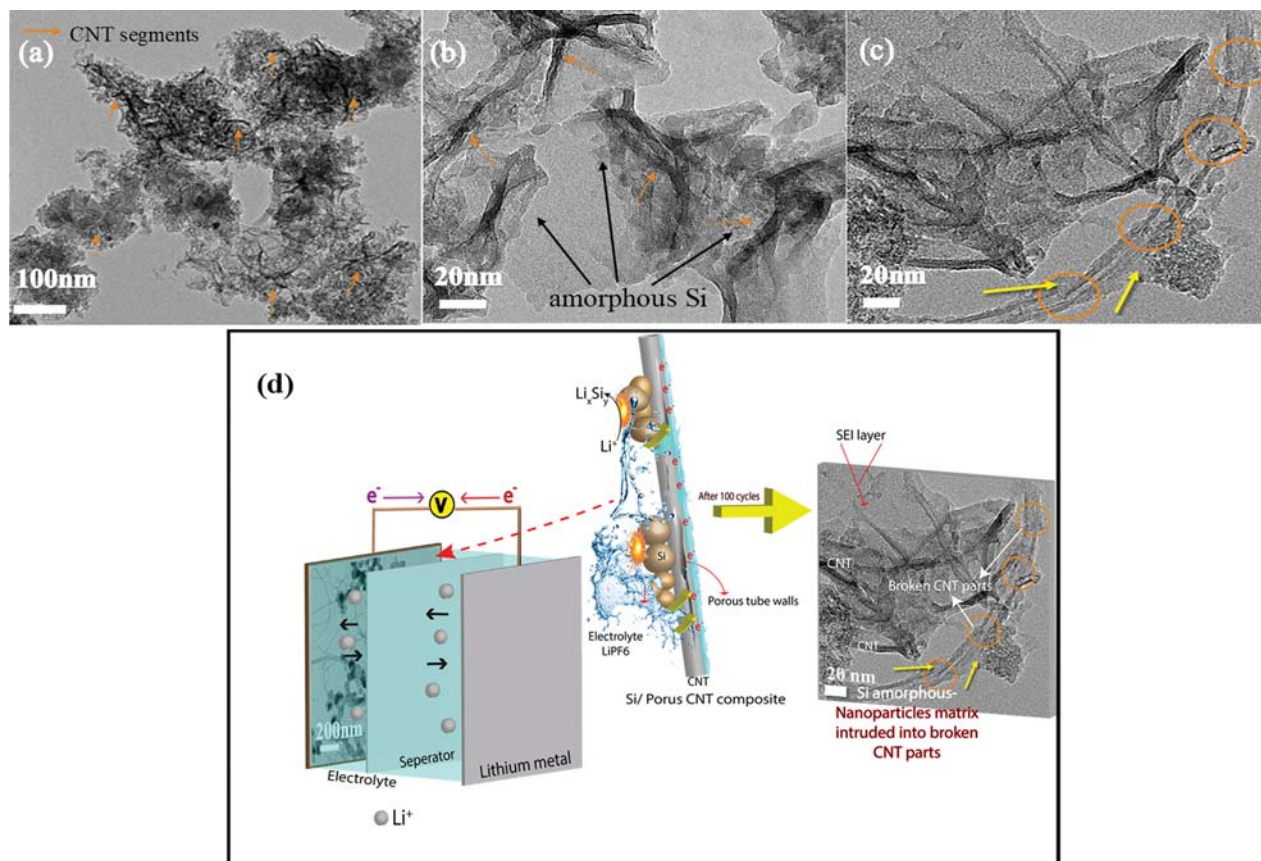 (a)
CNT segments
100nm
(b)
amorphous Si
20nm
(c)
20nm
(d)
LixSiy
Li+
e-
e-
V
e-
e-
e-
e-
e-
e-
e-
e-
e-
Si
Porous tube walls
Electrolyte
LiPF6
CNT
Si/ Porus CNT composite
After 100 cycles
SEI layer
CNT
Broken CNT parts
CNT
20 nm
Si amorphous-
Nanoparticles matrix
intruded into broken
CNT parts
200nm
Electrolyte
Seperator
Lithium metal
Li+